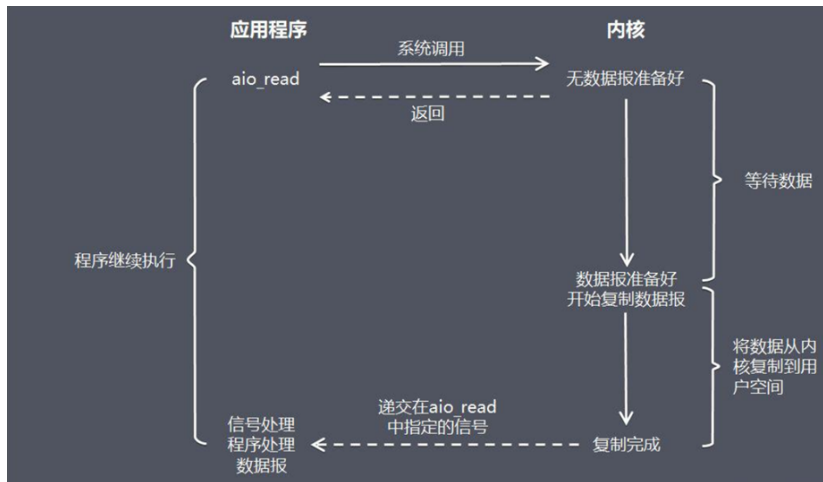 应用程序
内核
系统调用
aio_read
无数据报准备好
返回
等待数据
程序继续执行
数据报准备好
开始复制数据报
将数据从内
核复制到用
户空间
递交在aio_read
中指定的信号
信号处理
程序处理
数据报
复制完成